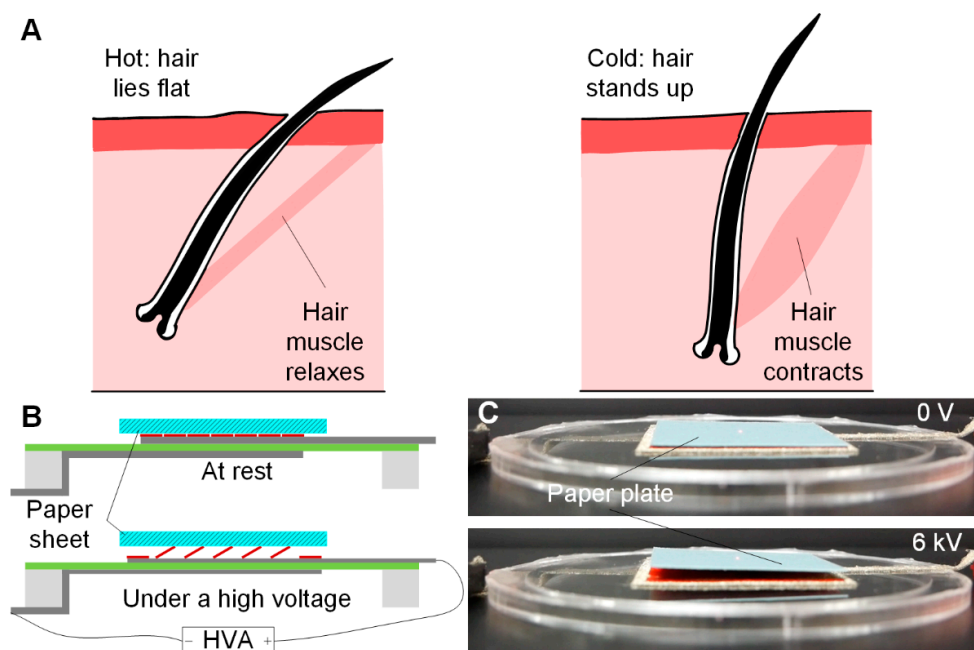 A
Hot: hair
lies flat
Hair
muscle
relaxes
Cold: hair
stands up
Hair
muscle
contracts
B
At rest
Paper
sheet
Under a high voltage
− HVA +
C
0 V
Paper plate
6 kV